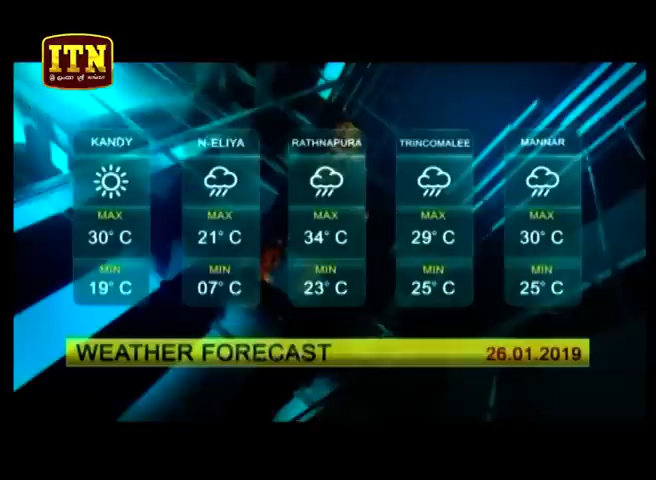 ITN
KANDY N-ELIYA RATHNAPURA TRINCOMALEE MANNAR
MAX MAX MAX MAX MAX
30° C 21° C 34° C 29° C 30° C
MIN MIN MIN MIN MIN
19° C 07° C 23° C 25° C 25° C
WEATHER FORECAST 26.01.2019